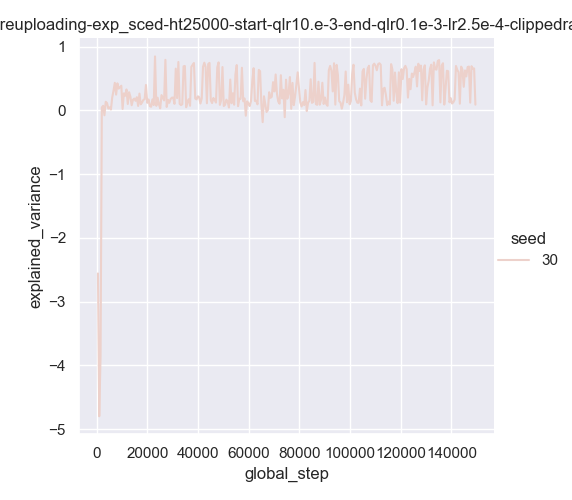 reuploading-exp_sced-ht25000-start-qlr10.e-3-end-qlr0.1e-3-lr2.5e-4-clippedra
1
0
−1
−2
−3
−4
−5
explained_variance
0 20000 40000 60000 80000 100000 120000 140000
global_step
seed
30